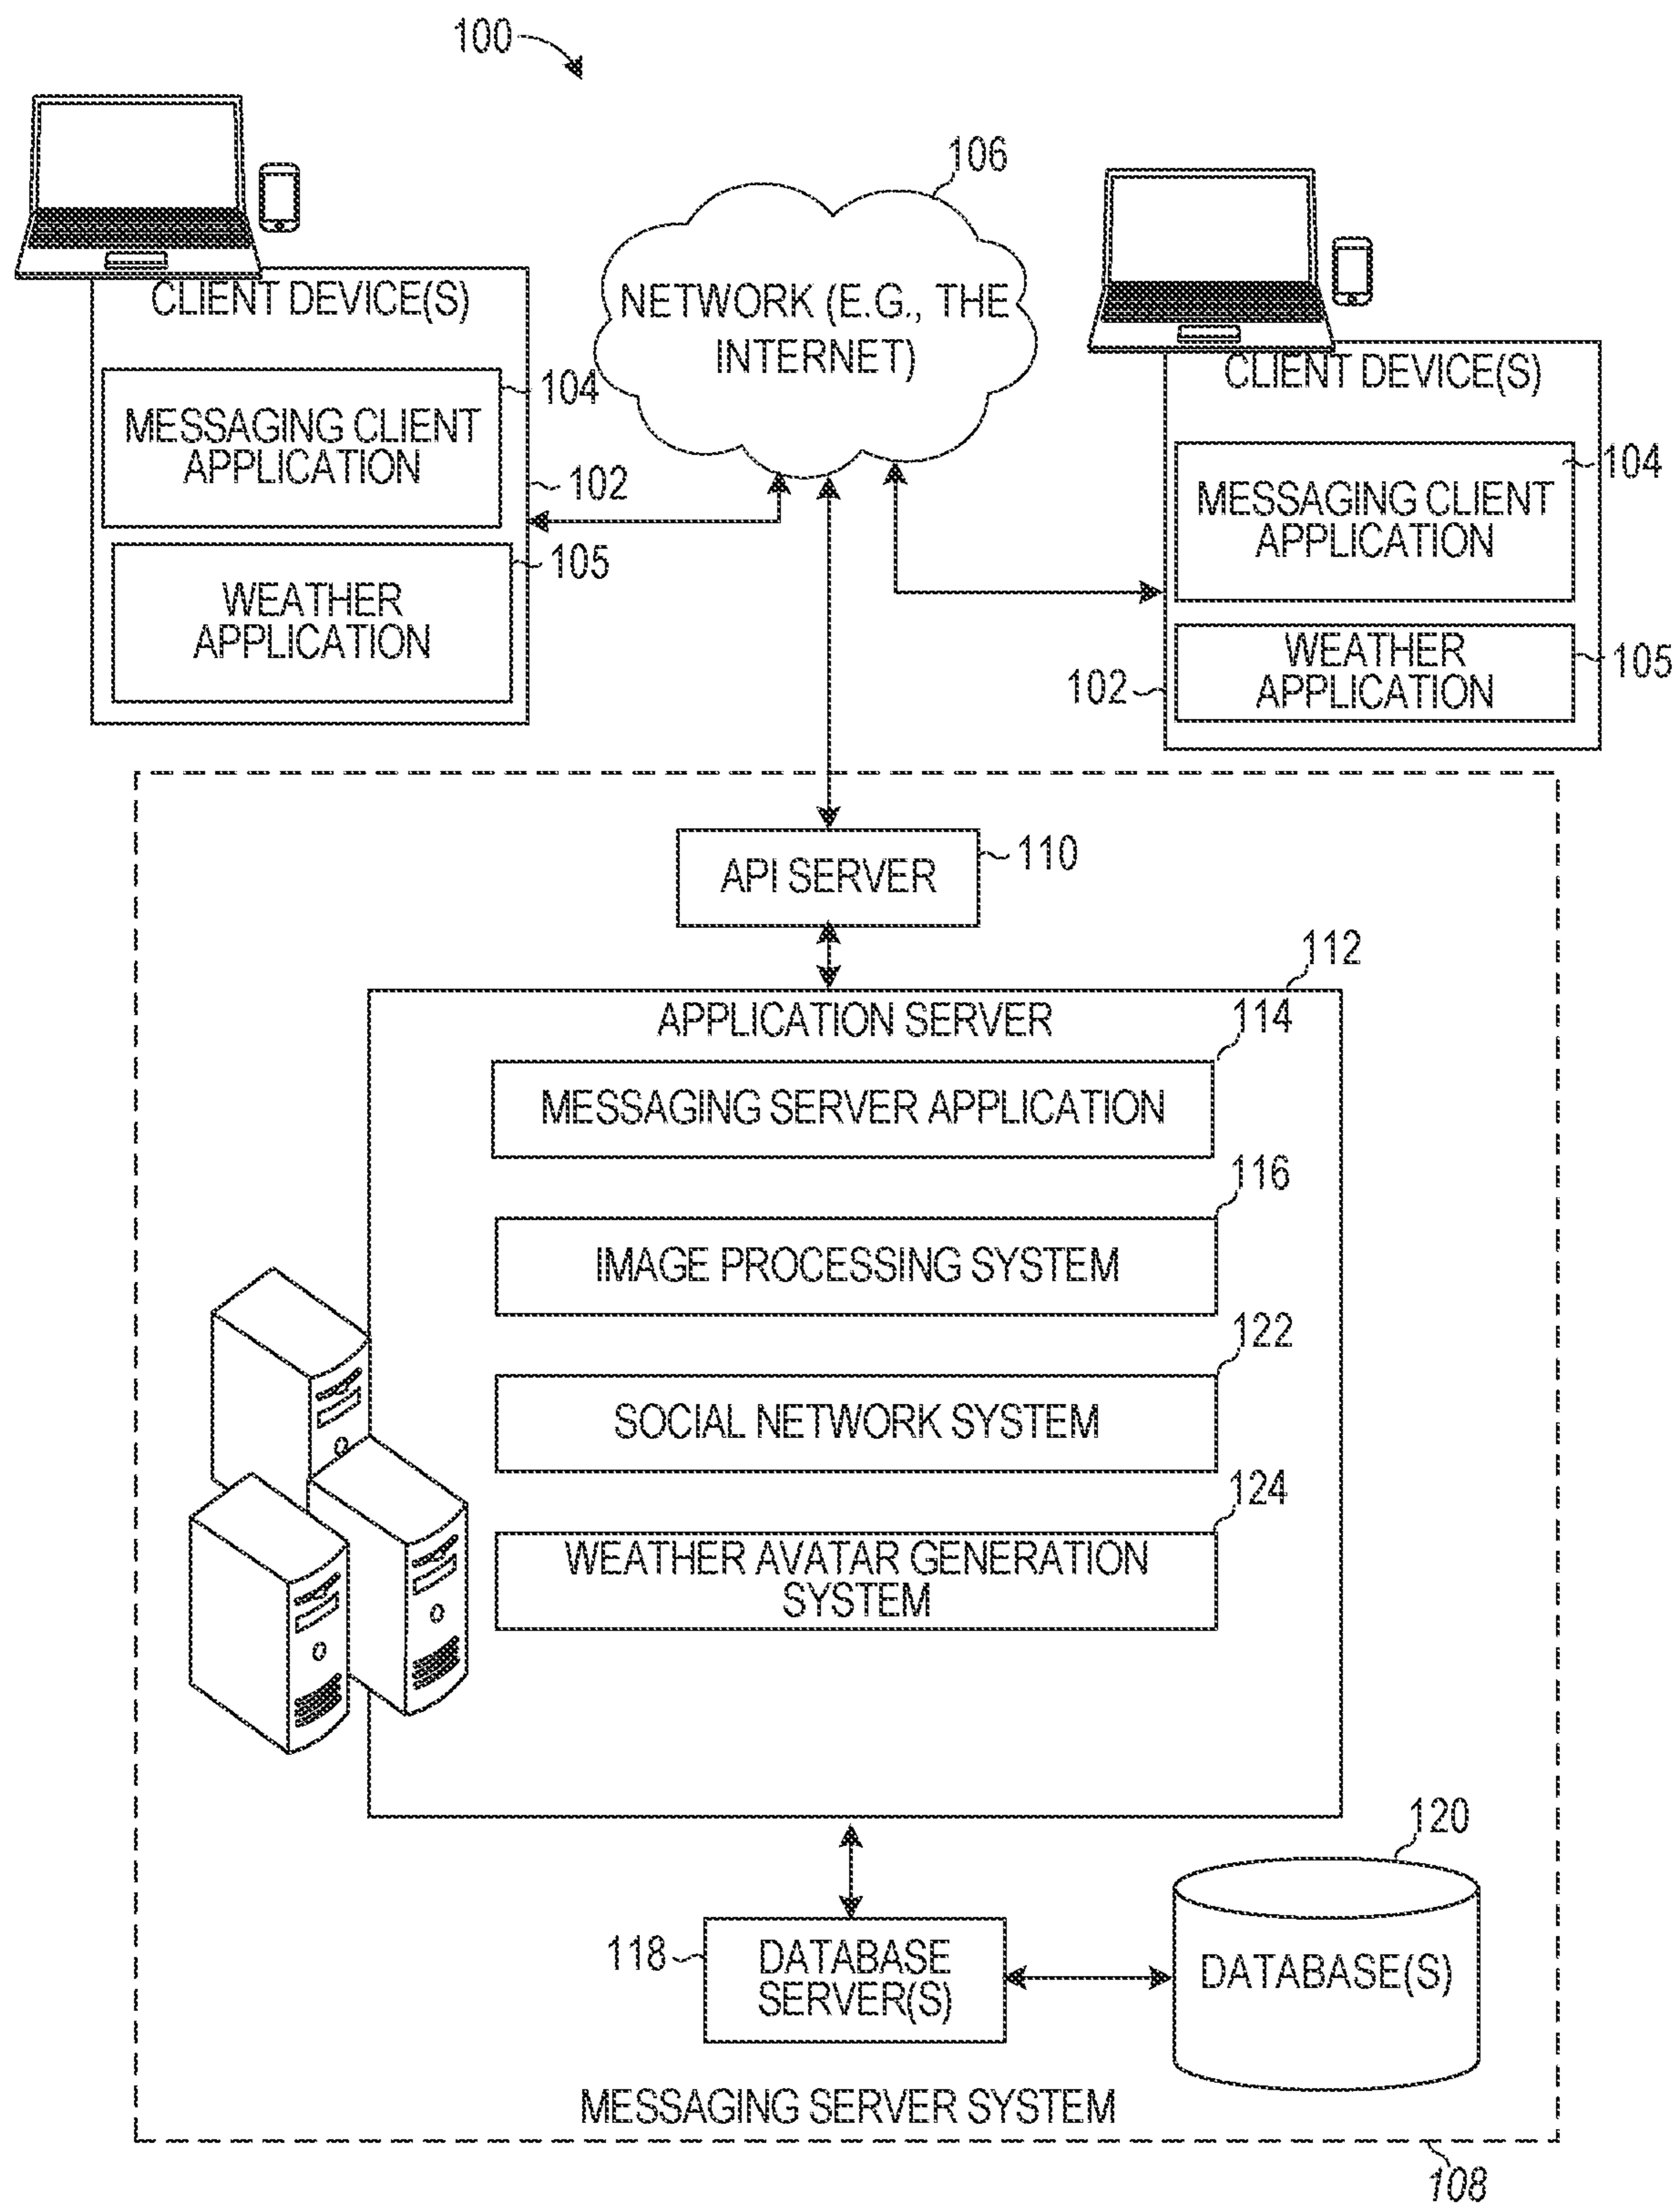 100
106
NETWORK (E.G., THE
INTERNET)
CLIENT DEVICE(S)
104
MESSAGING CLIENT
APPLICATION
102
105
WEATHER
APPLICATION
CLIENT DEVICE(S)
104
MESSAGING CLIENT
APPLICATION
WEATHER
APPLICATION
105
102
API SERVER
110
112
APPLICATION SERVER
114
MESSAGING SERVER APPLICATION
116
IMAGE PROCESSING SYSTEM
122
SOCIAL NETWORK SYSTEM
124
WEATHER AVATAR GENERATION
SYSTEM
120
118
DATABASE
SERVER(S)
DATABASE(S)
MESSAGING SERVER SYSTEM
108